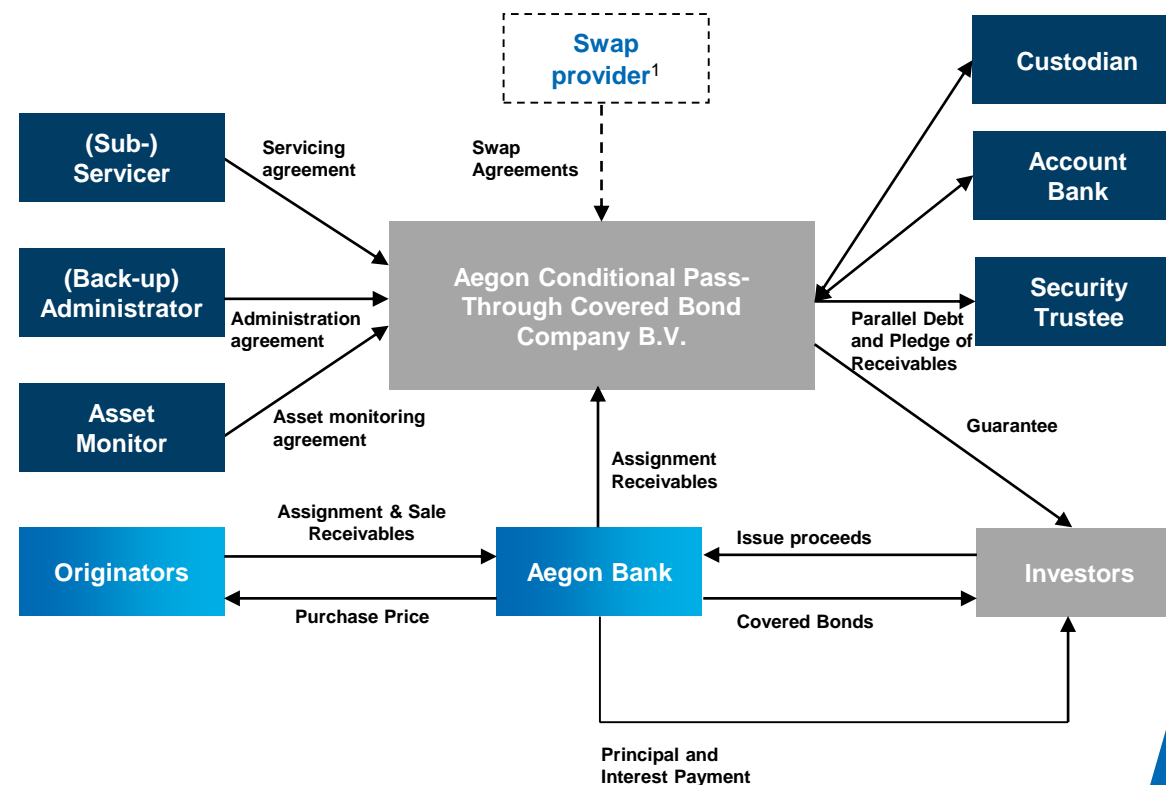 Swap
provider1
Custodian
(Sub-)
Servicer
Servicing
agreement
Swap
Agreements
Account
Bank
(Back-up)
Administrator
Administration
agreement
Aegon Conditional Pass-
Through Covered Bond
Company B.V.
Security
Trustee
Parallel Debt
and Pledge of
Receivables
Asset
Monitor
Asset monitoring
agreement
Guarantee
Assignment
Receivables
Assignment & Sale
Receivables
Issue proceeds
Originators
Aegon Bank
Investors
Purchase Price
Covered Bonds
Principal and
Interest Payment